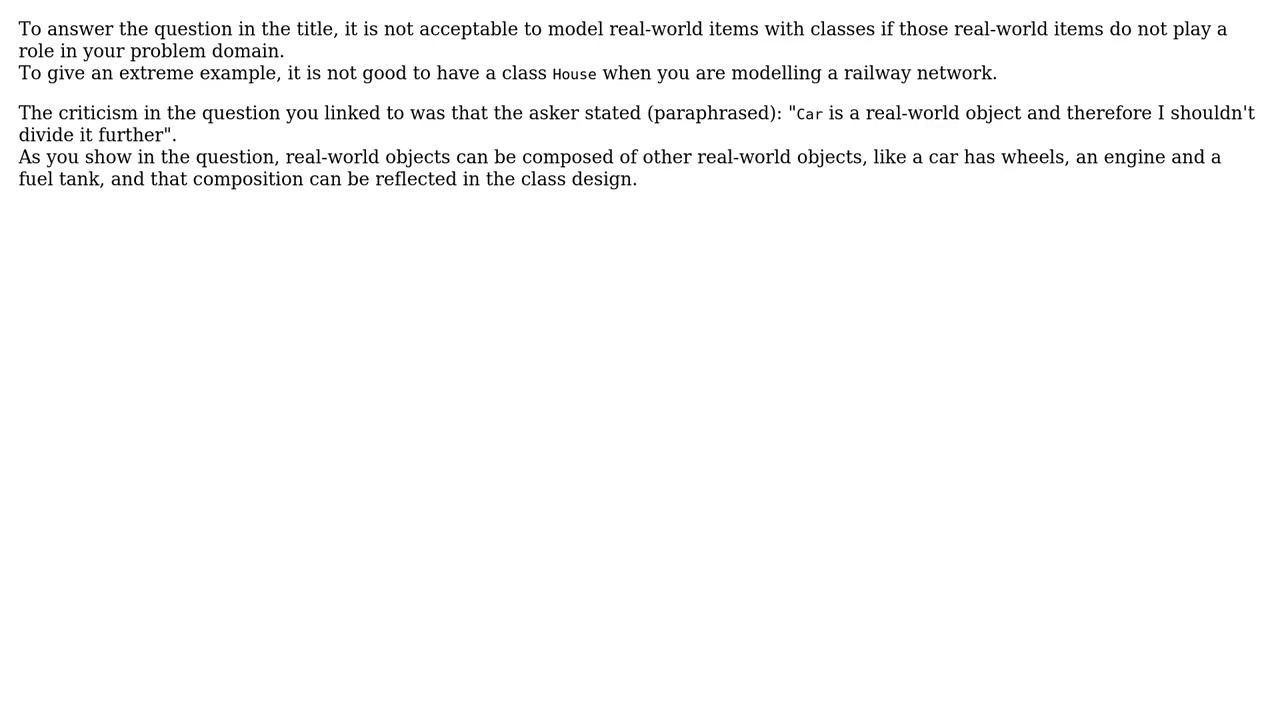 To answer the question in the title, it is not acceptable to model real-world items with classes if those real-world items do not play a
role in your problem domain.
To give an extreme example, it is not good to have a class House when you are modelling a railway network.
The criticism in the question you linked to was that the asker stated (paraphrased): "Car is a real-world object and therefore I shouldn't
divide it further".
As you show in the question, real-world objects can be composed of other real-world objects, like a car has wheels, an engine and a
fuel tank, and that composition can be reflected in the class design.